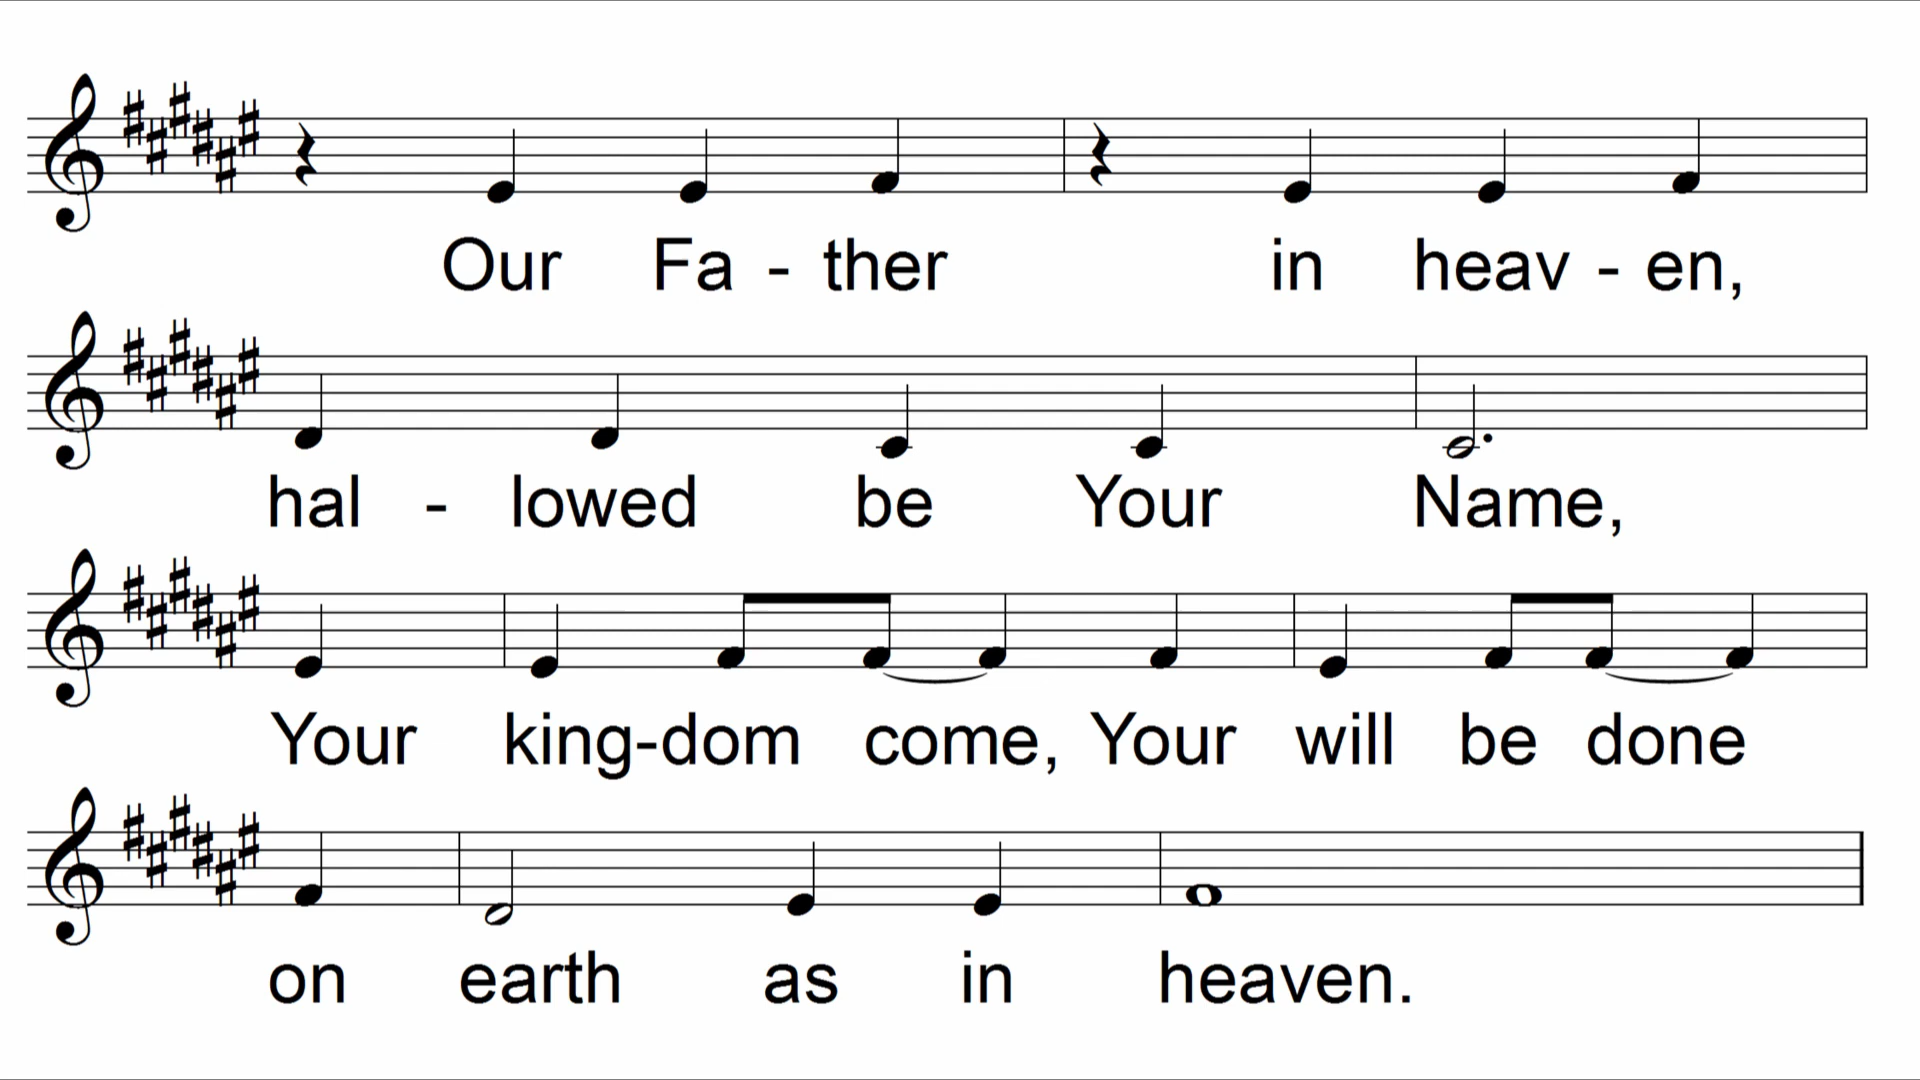 Our Fa - ther in heav - en,
hal - lowed be Your Name,
Your king-dom come, Your will be done
on earth as in heaven.